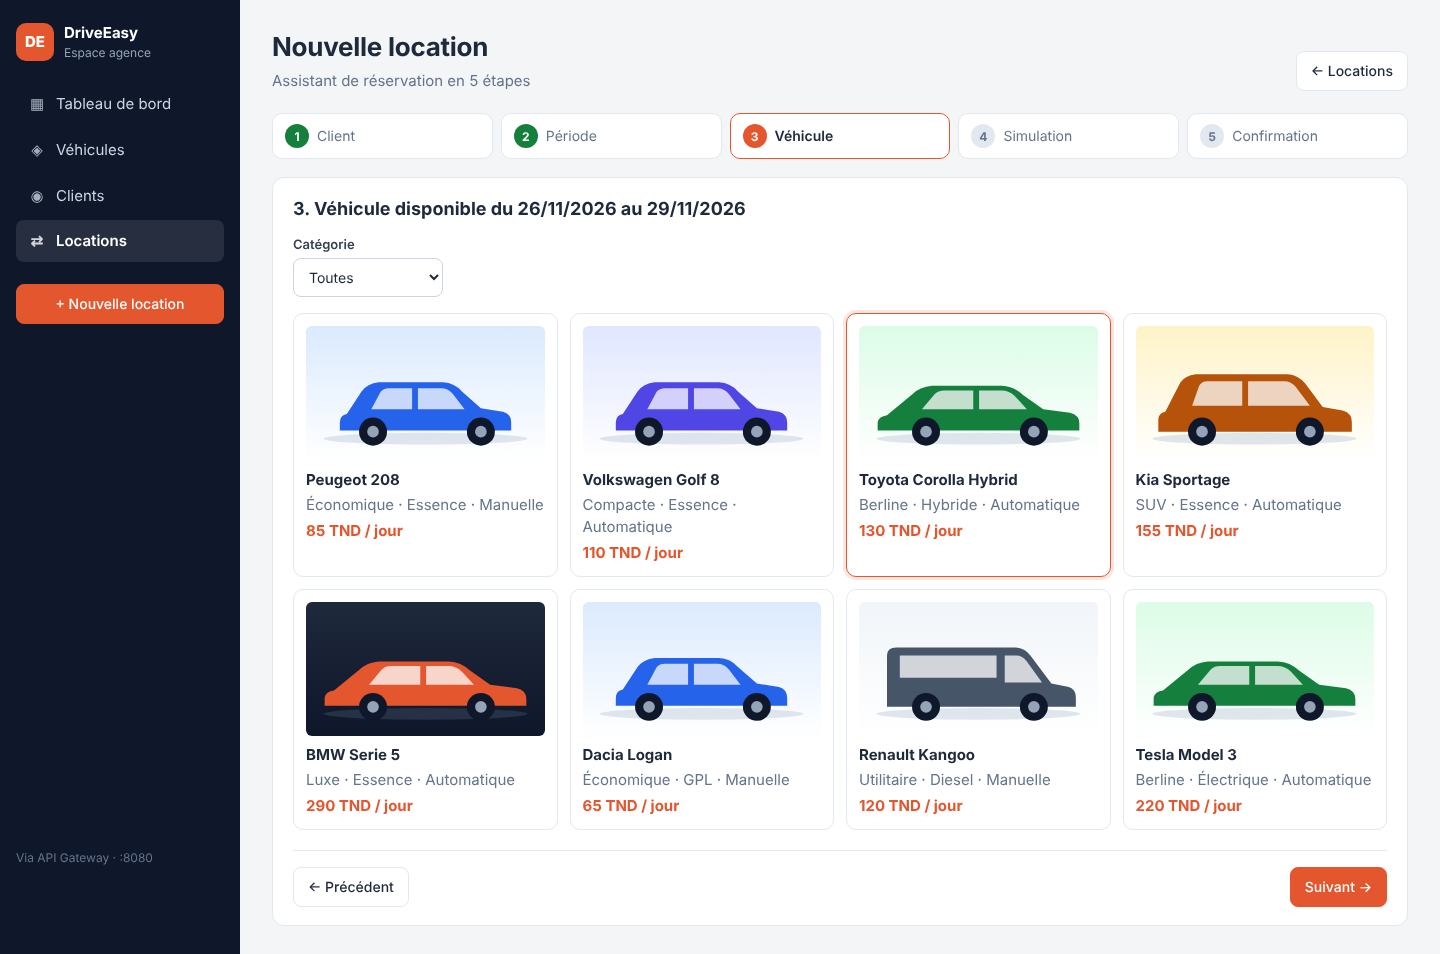 DE
DriveEasy
Espace agence
Tableau de bord
Véhicules
Clients
Locations
+ Nouvelle location
Via API Gateway · :8080
Nouvelle location
Assistant de réservation en 5 étapes
← Locations
1 Client
2 Période
3 Véhicule
4 Simulation
5 Confirmation
3. Véhicule disponible du 26/11/2026 au 29/11/2026
Catégorie
Toutes
Peugeot 208
Économique · Essence · Manuelle
85 TND / jour
Volkswagen Golf 8
Compacte · Essence ·
Automatique
110 TND / jour
Toyota Corolla Hybrid
Berline · Hybride · Automatique
130 TND / jour
Kia Sportage
SUV · Essence · Automatique
155 TND / jour
BMW Serie 5
Luxe · Essence · Automatique
290 TND / jour
Dacia Logan
Économique · GPL · Manuelle
65 TND / jour
Renault Kangoo
Utilitaire · Diesel · Manuelle
120 TND / jour
Tesla Model 3
Berline · Électrique · Automatique
220 TND / jour
← Précédent
Suivant →